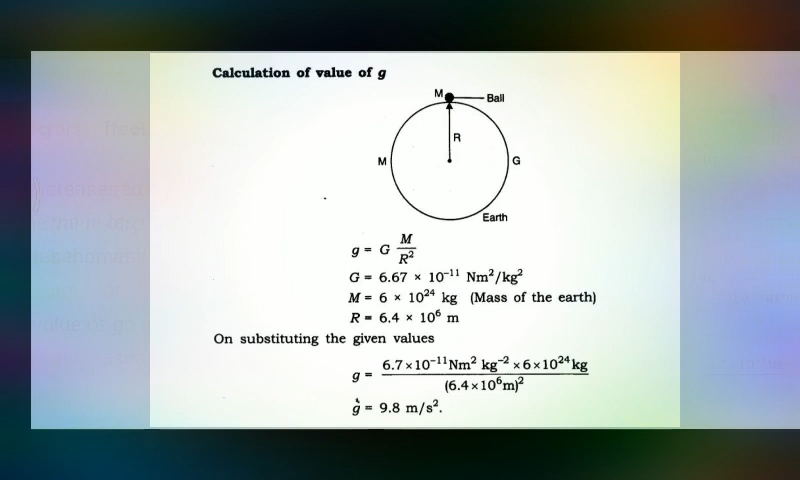 Calculation of value of g
M
Ball
R
M
G
Earth
g = G M/R²
G = 6.67 × 10⁻¹¹ Nm²/kg²
M = 6 × 10²⁴ kg (Mass of the earth)
R = 6.4 × 10⁶ m
On substituting the given values
g = 6.7×10⁻¹¹Nm² kg⁻² ×6×10²⁴kg/(6.4×10⁶m)²
g = 9.8 m/s².